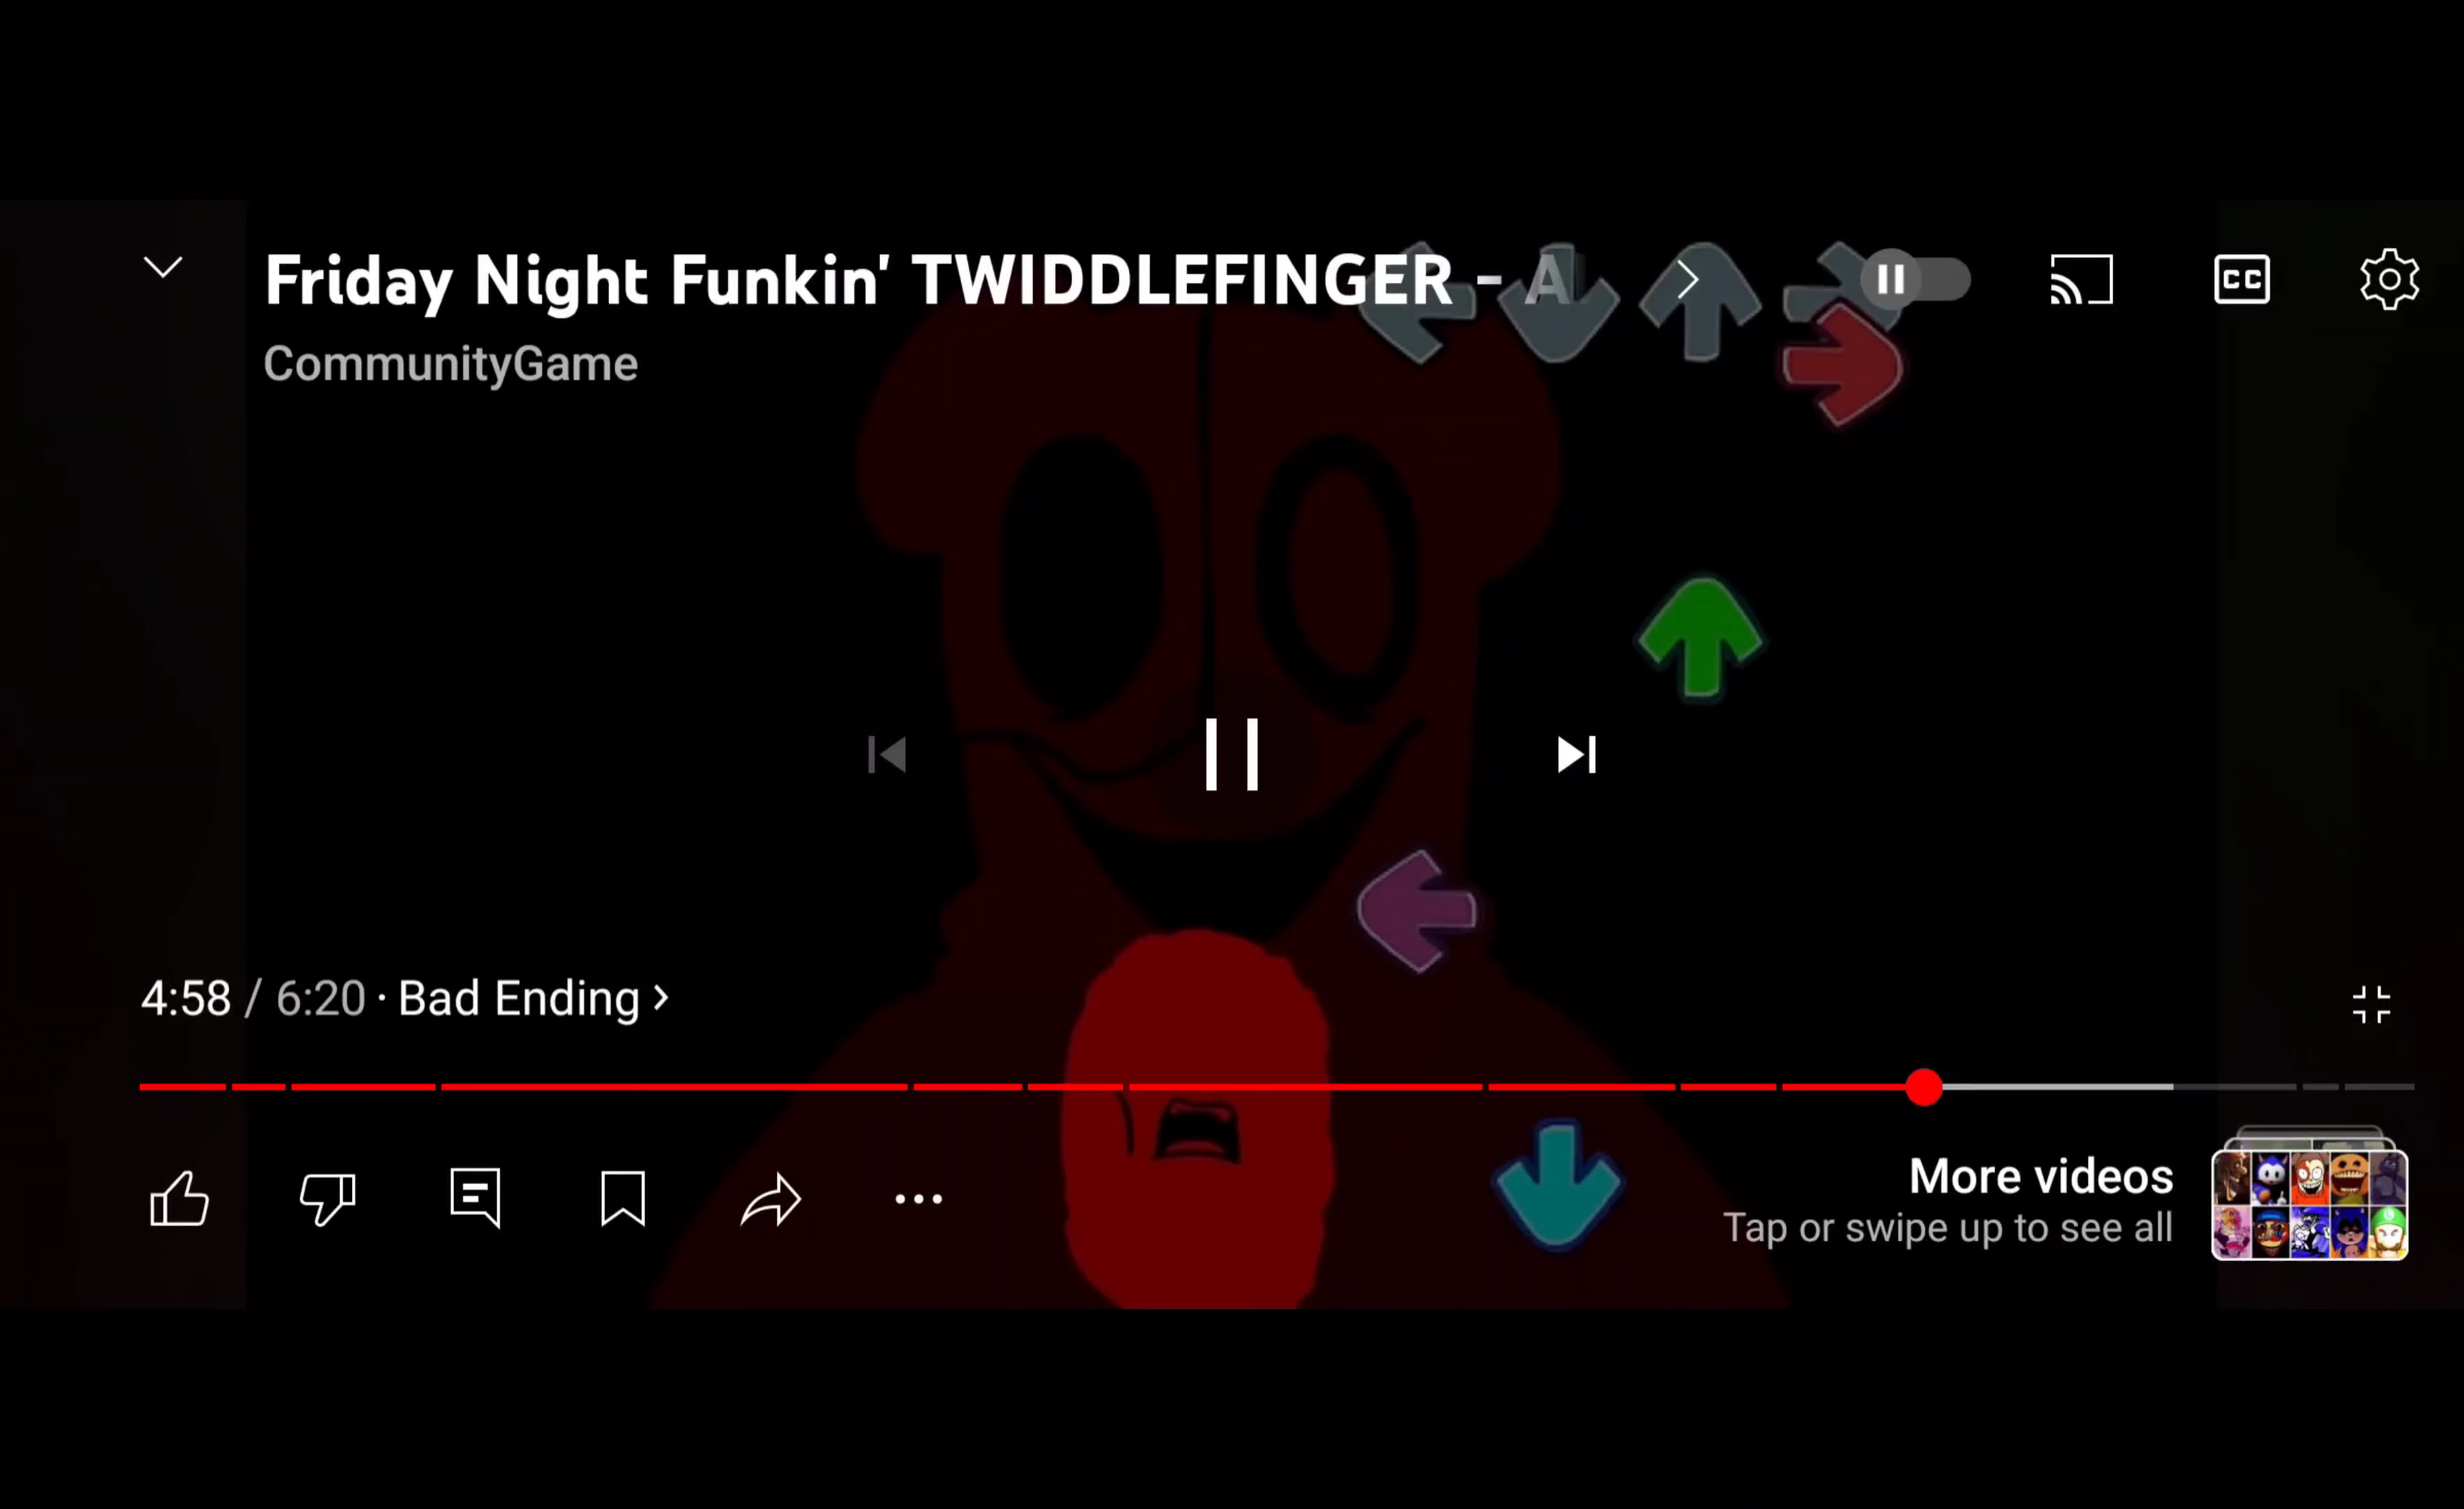 Friday Night Funkin' TWIDDLEFINGER - A
CC
CommunityGame
4:58 / 6:20 · Bad Ending
More videos
Tap or swipe up to see all